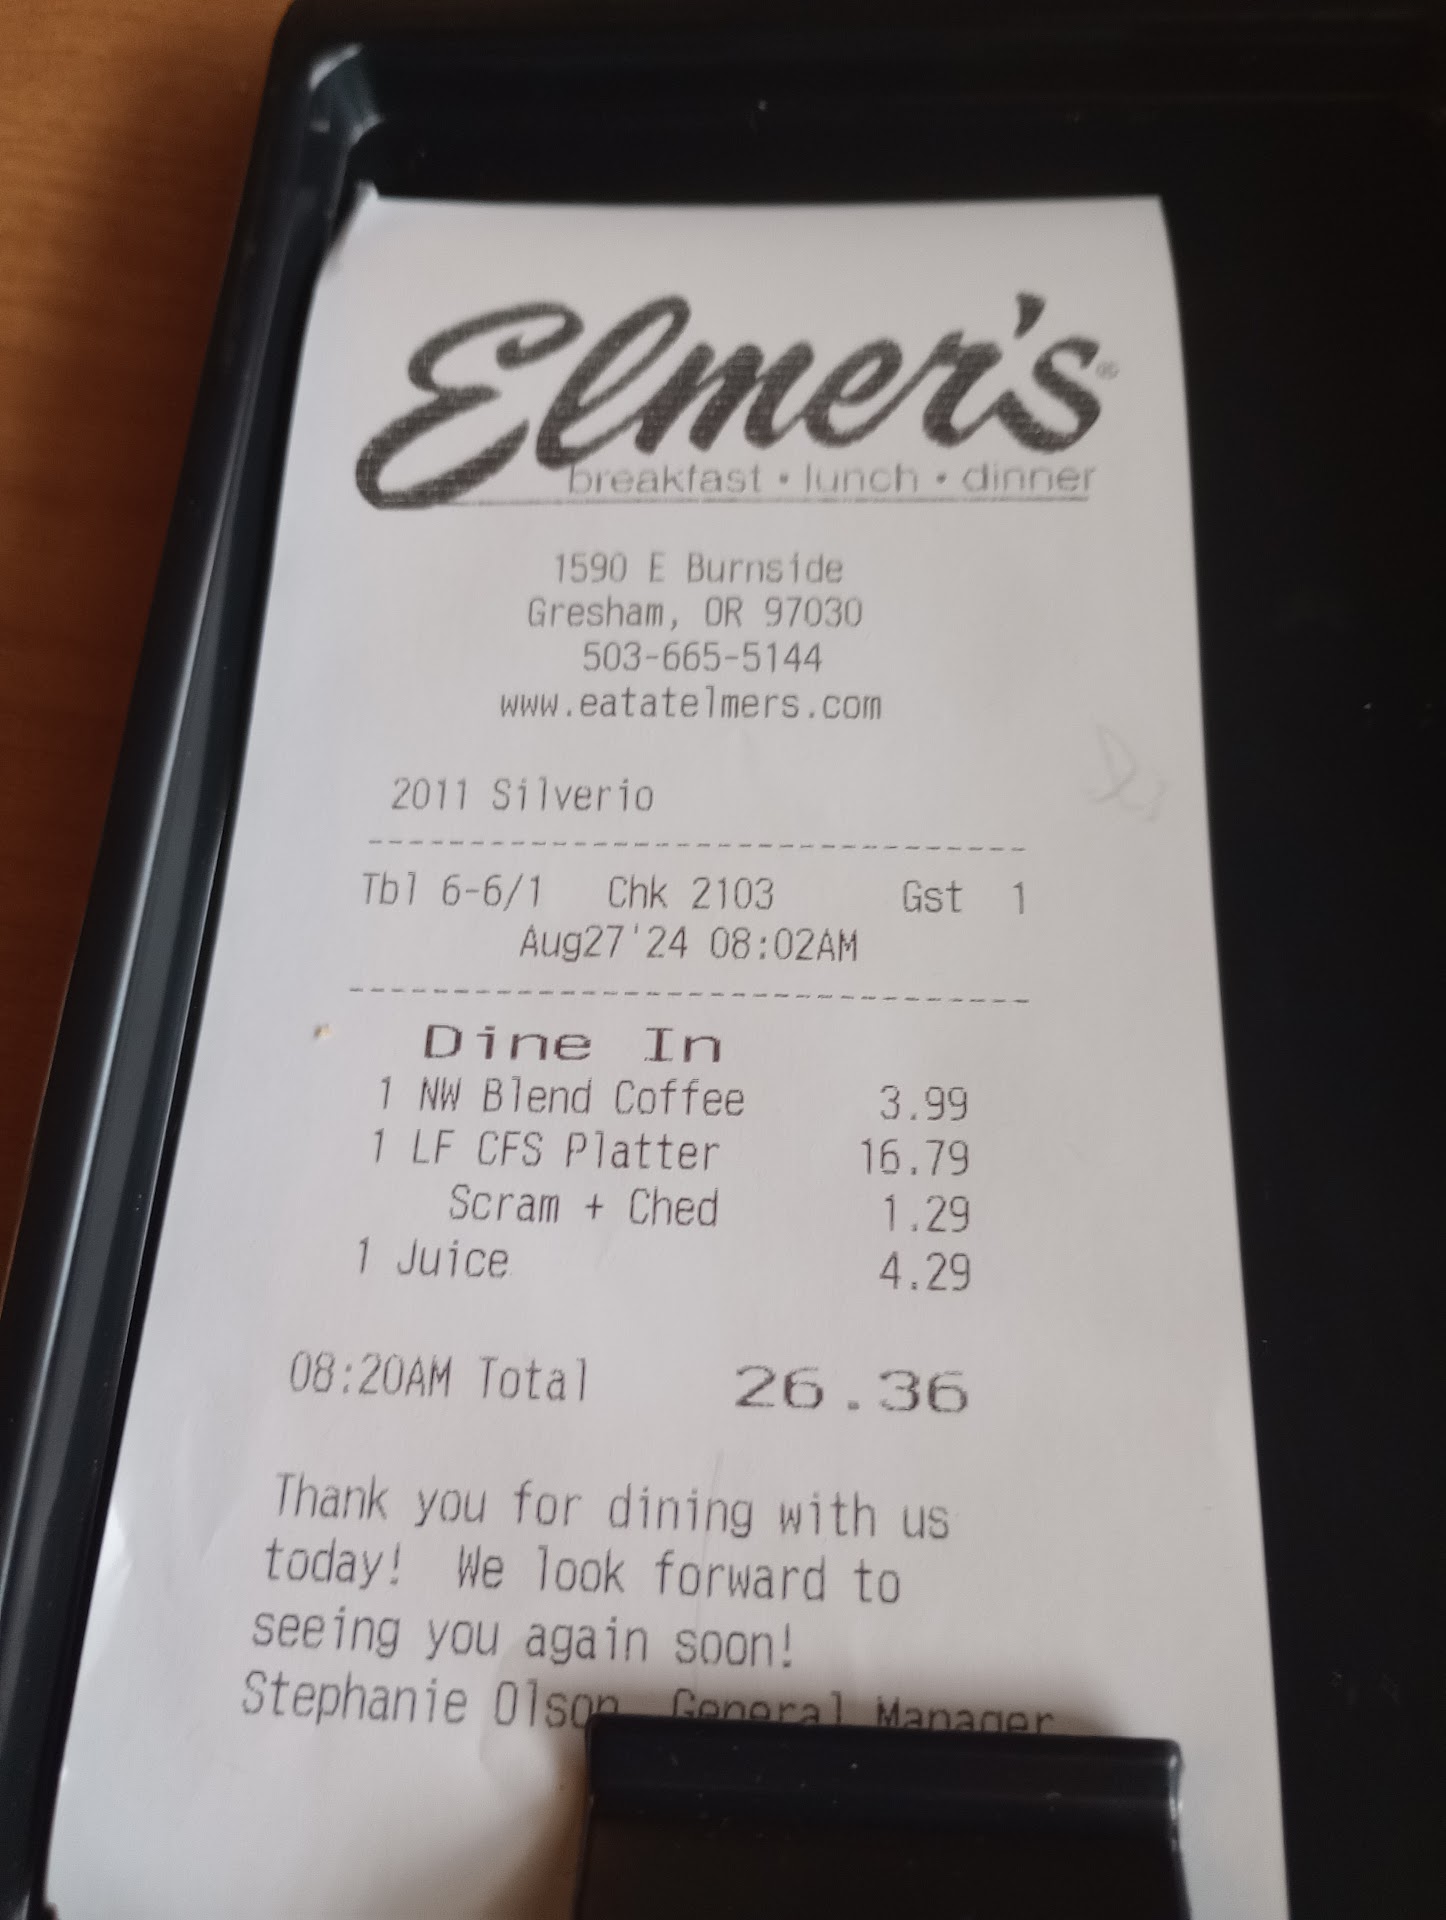 Elmer's
breakfast • lunch • dinner
1590 E Burnside
Gresham, OR 97030
503-665-5144
www.eatatelmers.com
2011 Silverio
Tbl 6-6/1 Chk 2103 Gst 1
Aug27'24 08:02AM
Dine In
1 NW Blend Coffee 3.99
1 LF CFS Platter 16.79
Scram + Ched 1.29
1 Juice 4.29
08:20AM Total 26.36
Thank you for dining with us
today! We look forward to
seeing you again soon!
Stephanie Olson General Manager